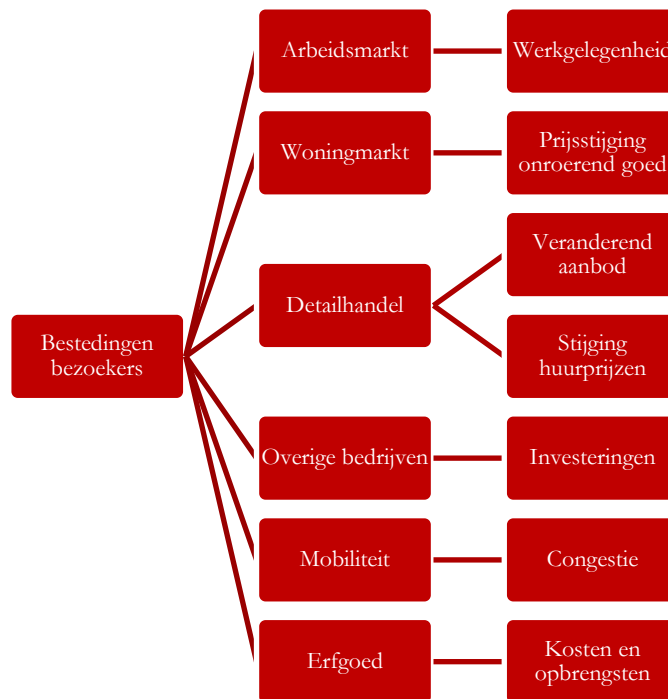 Arbeidsmarkt
Werkgelegenheid
Woningmarkt
Prijsstijging
onroerend goed
Detailhandel
Veranderend
aanbod
Stijging
huurprijzen
Bestedingen
bezoekers
Overige bedrijven
Investeringen
Mobiliteit
Congestie
Erfgoed
Kosten en
opbrengsten